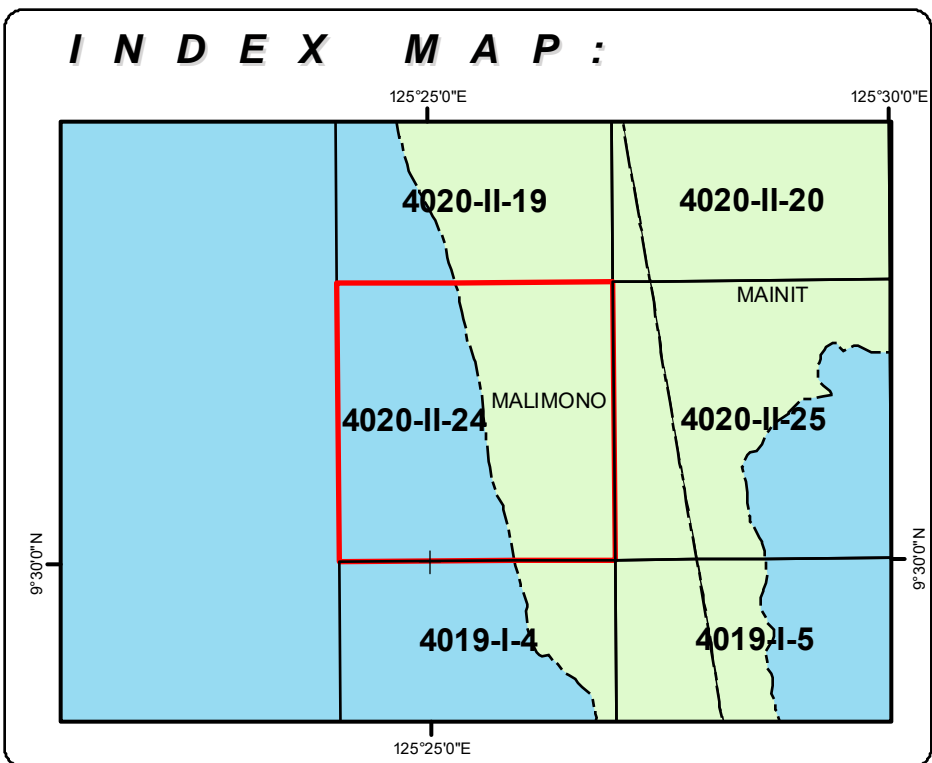 INDEX MAP:
125°25'0"E
125°30'0"E
4020-II-19
4020-II-20
MAINIT
MALIMONO
4020-II-24
4020-II-25
9°30'0"N
9°30'0"N
4019-I-4
4019-I-5
125°25'0"E